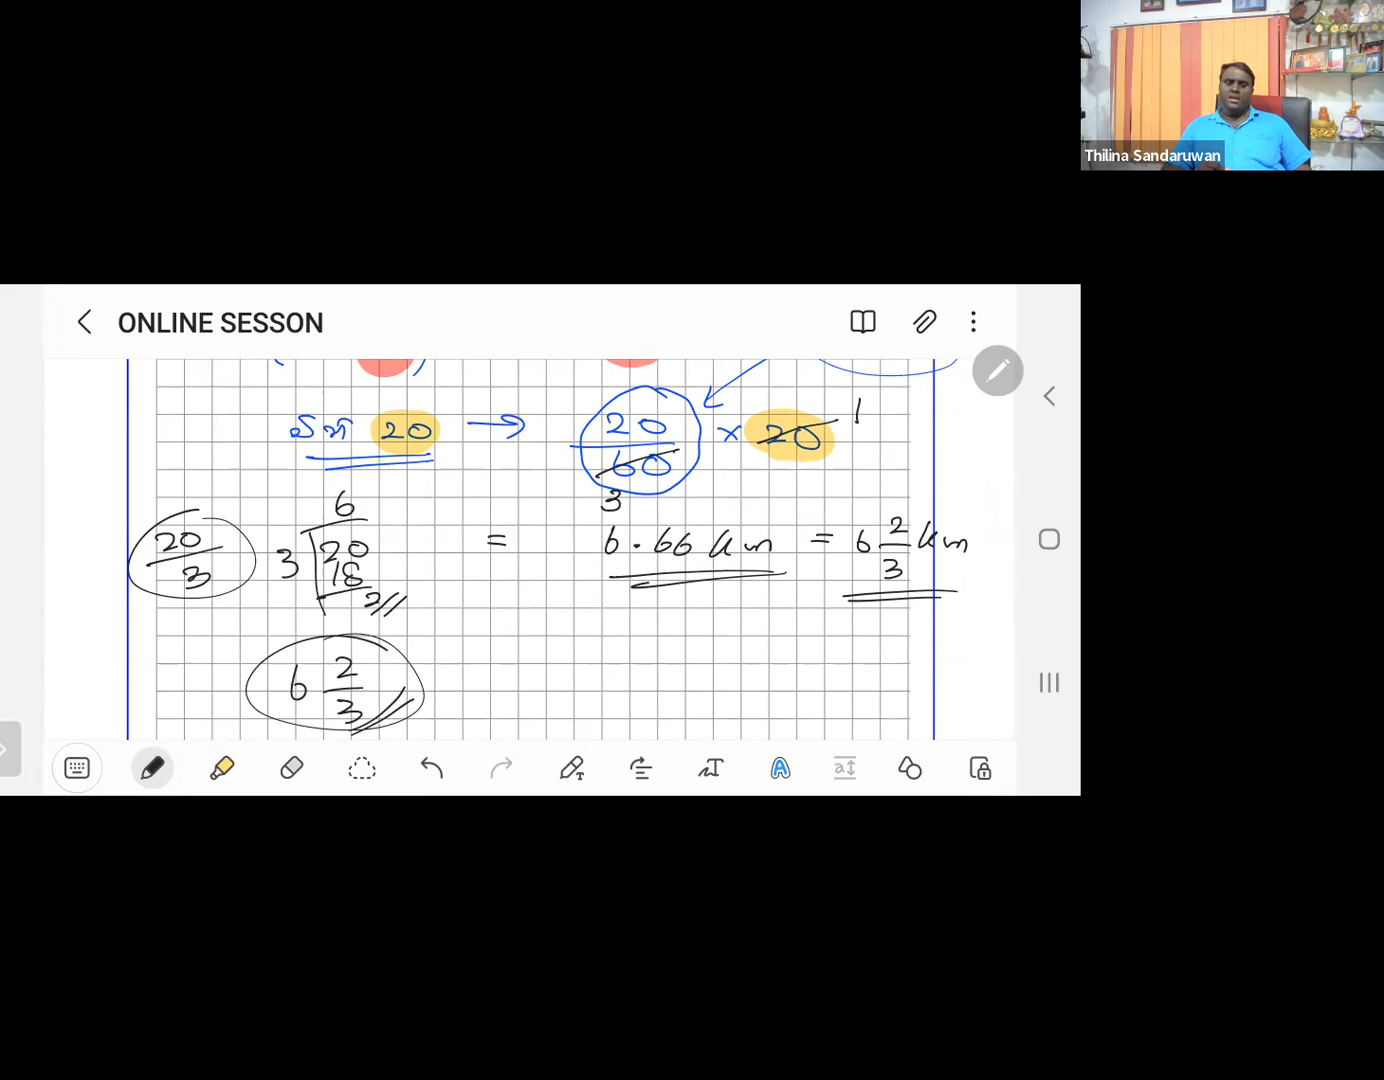 Thilina Sandaruwan
ONLINE SESSON
20 → 20/60 × 20 1
3
20/3
6
3 20 = 6.66 km = 6 2/3 km
18
2
6 2/3